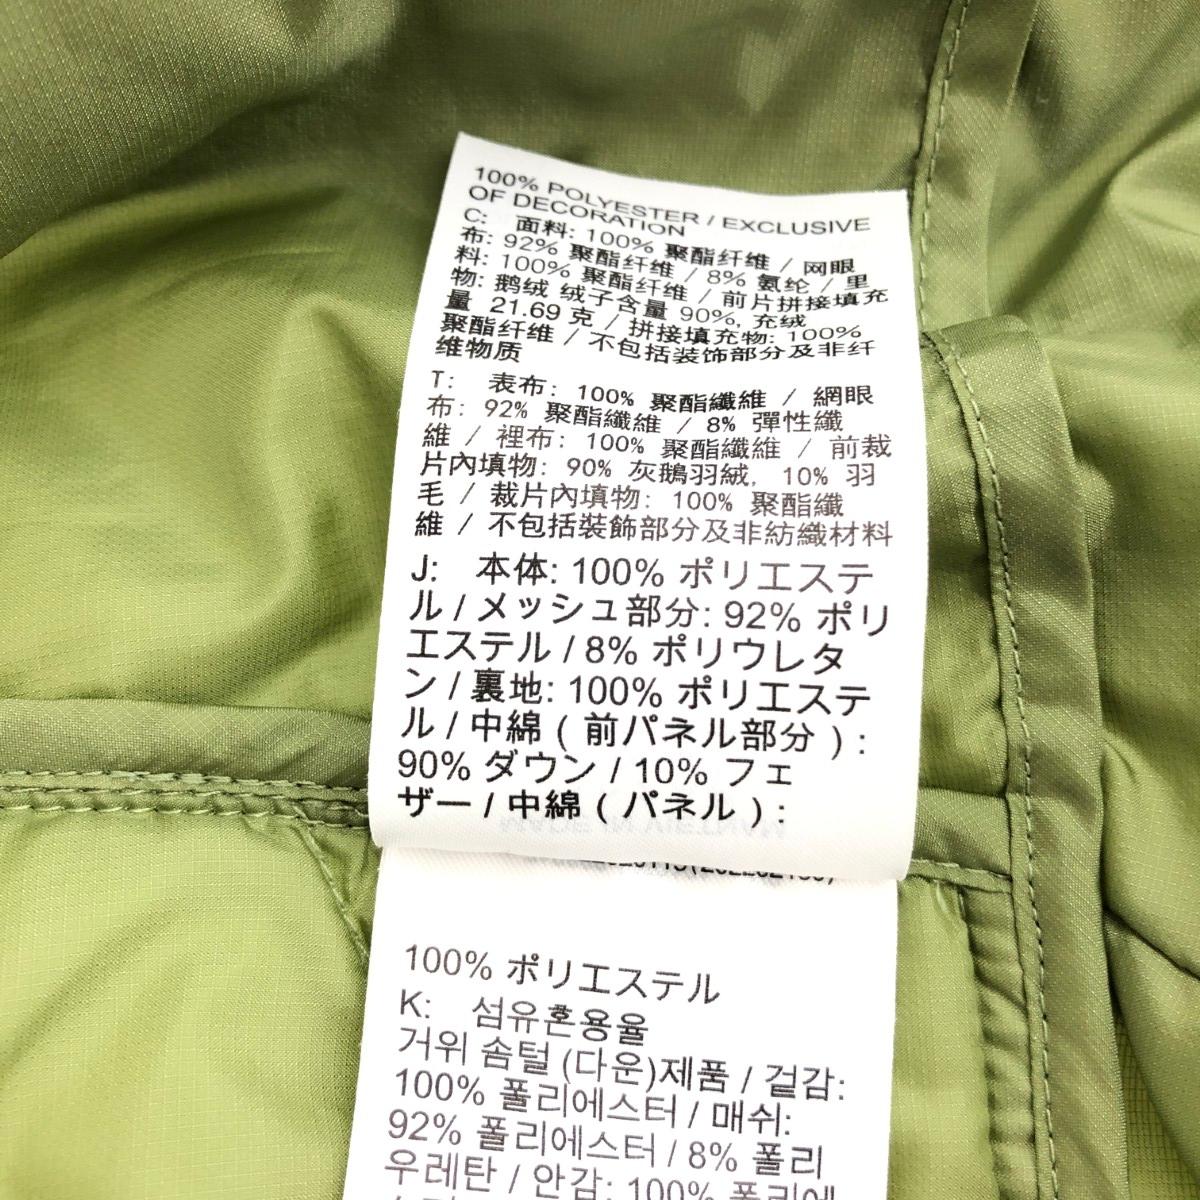 100% POLYESTER / EXCLUSIVE
OF DECORATION
C: 面料: 100% 聚酯纤维 / 网眼
布: 92% 聚酯纤维 / 8% 氨纶 / 里
料: 100% 聚酯纤维 / 前片拼接填充
物: 鹅绒 绒子含量 90%, 充绒
量 21.69 克 / 拼接填充物: 100%
聚酯纤维 / 不包括装饰部分及非纤
维物质
T: 表布: 100% 聚酯纖維 / 網眼
布: 92% 聚酯纖維 / 8% 彈性纖
維 / 裡布: 100% 聚酯纖維 / 前裁
片內填物: 90% 灰鵝羽絨, 10% 羽
毛 / 裁片內填物: 100% 聚酯纖
維 / 不包括裝飾部分及非紡織材料
J: 本体: 100% ポリエステ
ル / メッシュ部分: 92% ポリ
エステル / 8% ポリウレタ
ン / 裏地: 100% ポリエステ
ル / 中綿 ( 前パネル部分 ) :
90% ダウン / 10% フェ
ザー / 中綿 ( パネル ) :
100% ポリエステル
K: 섬유혼용율
거위 솜털 (다운)제품 / 겉감:
100% 폴리에스터 / 매쉬:
92% 폴리에스터 / 8% 폴리
우레탄 / 안감: 100% 폴리에